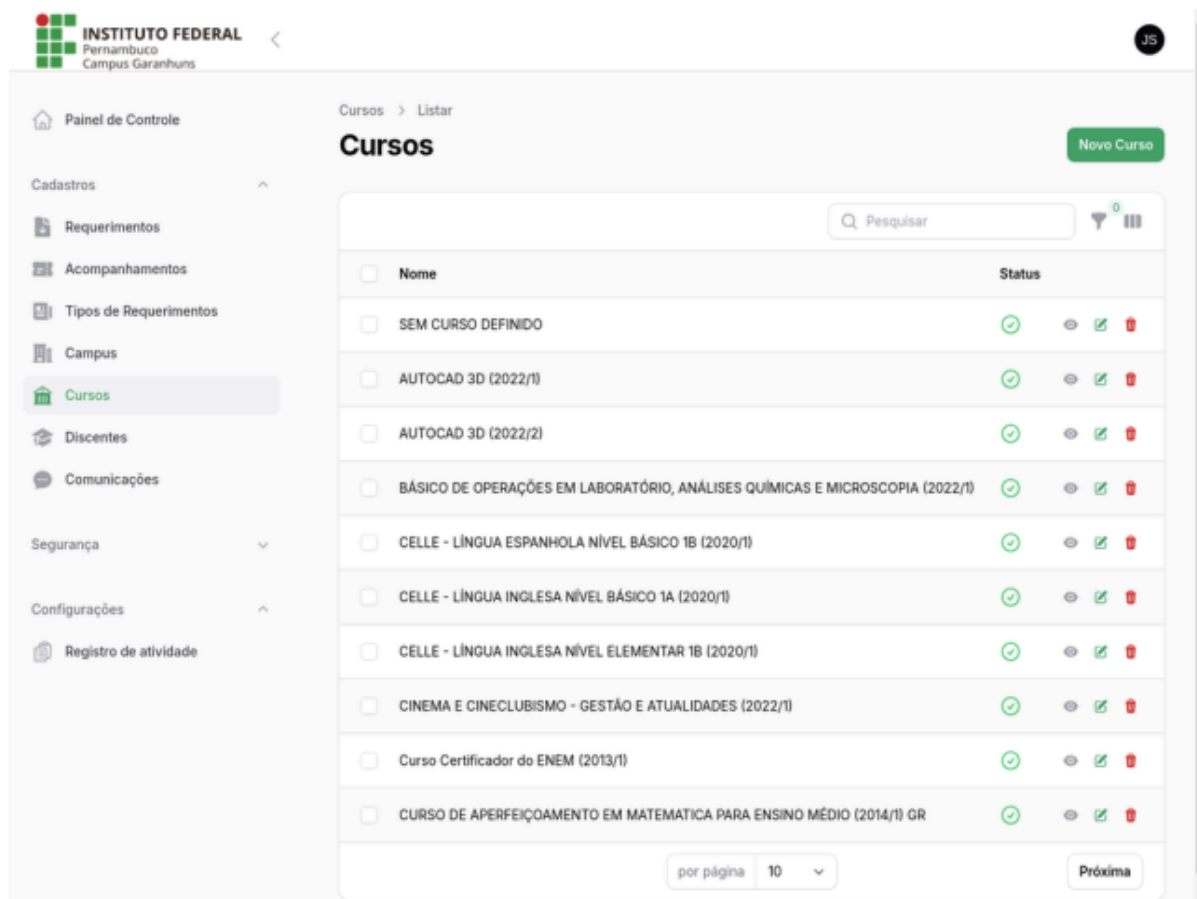 INSTITUTO FEDERAL
Pernambuco
Campus Garanhuns
JS
Painel de Controle
Cadastros
Requerimentos
Acompanhamentos
Tipos de Requerimentos
Campus
Cursos
Discentes
Comunicações
Segurança
Configurações
Registro de atividade
Cursos > Listar
Cursos
Novo Curso
Pesquisar
0
Nome Status
SEM CURSO DEFINIDO
AUTOCAD 3D (2022/1)
AUTOCAD 3D (2022/2)
BÁSICO DE OPERAÇÕES EM LABORATÓRIO, ANÁLISES QUÍMICAS E MICROSCOPIA (2022/1)
CELLE - LÍNGUA ESPANHOLA NÍVEL BÁSICO 1B (2020/1)
CELLE - LÍNGUA INGLESA NÍVEL BÁSICO 1A (2020/1)
CELLE - LÍNGUA INGLESA NÍVEL ELEMENTAR 1B (2020/1)
CINEMA E CINECLUBISMO - GESTÃO E ATUALIDADES (2022/1)
Curso Certificador do ENEM (2013/1)
CURSO DE APERFEIÇOAMENTO EM MATEMATICA PARA ENSINO MÉDIO (2014/1) GR
por página 10
Próxima